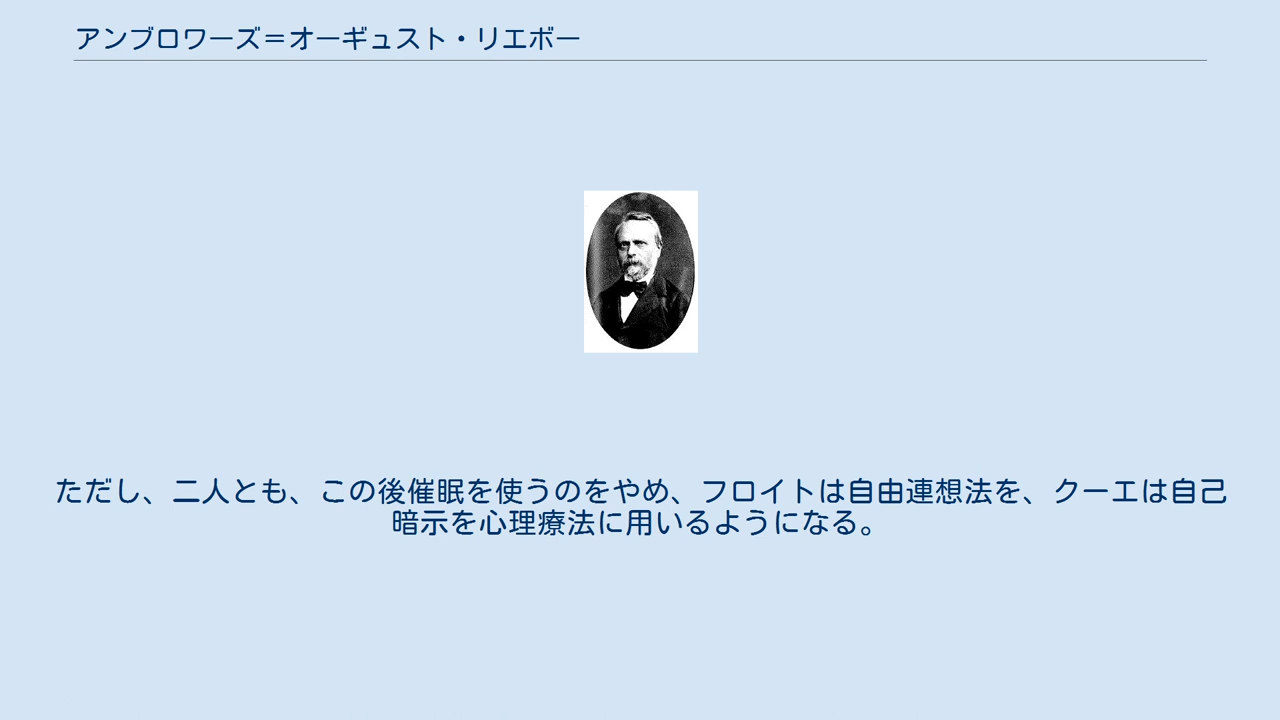 アンブロワーズ＝オーギュスト・リエボー
ただし、二人とも、この後催眠を使うのをやめ、フロイトは自由連想法を、クーエは自己
暗示を心理療法に用いるようになる。